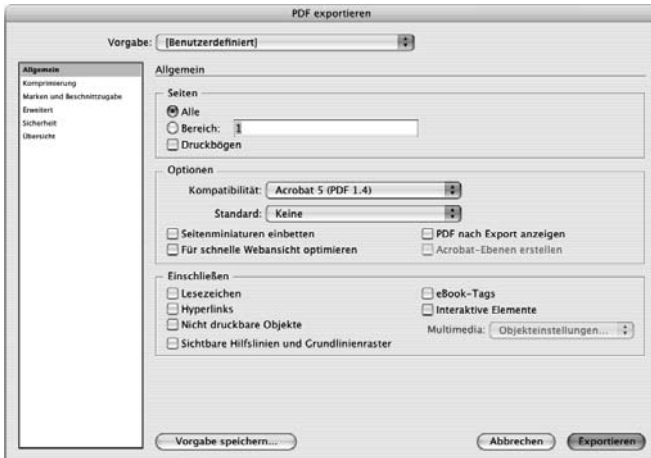 PDF exportieren
Vorgabe: [Benutzerdefiniert]
Allgemein
Komprimierung
Marken und Beschnittzugabe
Erweitert
Sicherheit
Übersicht
Allgemein
Seiten
Alle
Bereich: 1
Druckbögen
Optionen
Kompatibilität: Acrobat 5 (PDF 1.4)
Standard: Keine
Seitenminiaturen einbetten
PDF nach Export anzeigen
Für schnelle Webansicht optimieren
Acrobat-Ebenen erstellen
Einschließen
Lesezeichen
eBook-Tags
Hyperlinks
Interaktive Elemente
Nicht druckbare Objekte
Multimedia: Objekteinstellungen...
Sichtbare Hilfslinien und Grundlinienraster
Vorgabe speichern...
Abbrechen
Exportieren